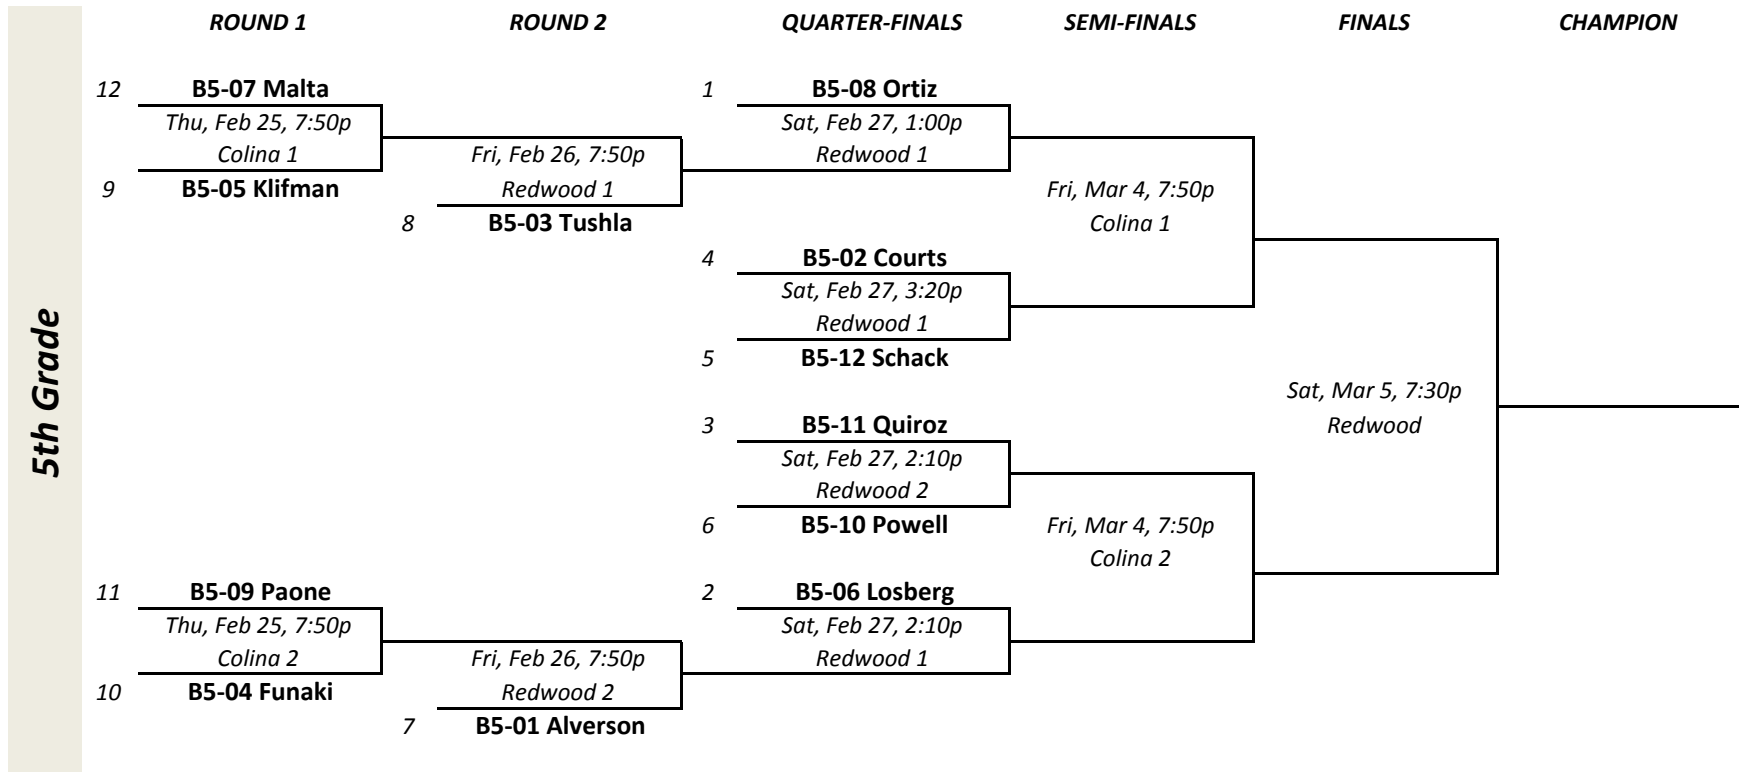 ROUND 1 ROUND 2 QUARTER-FINALS SEMI-FINALS FINALS CHAMPION
5th Grade
12 B5-07 Malta
Thu, Feb 25, 7:50p
Colina 1
9 B5-05 Klifman
Fri, Feb 26, 7:50p
Redwood 1
8 B5-03 Tushla
1 B5-08 Ortiz
Sat, Feb 27, 1:00p
Redwood 1
4 B5-02 Courts
Sat, Feb 27, 3:20p
Redwood 1
5 B5-12 Schack
Fri, Mar 4, 7:50p
Colina 1
3 B5-11 Quiroz
Sat, Feb 27, 2:10p
Redwood 2
6 B5-10 Powell
11 B5-09 Paone
Thu, Feb 25, 7:50p
Colina 2
10 B5-04 Funaki
Fri, Feb 26, 7:50p
Redwood 2
7 B5-01 Alverson
2 B5-06 Losberg
Sat, Feb 27, 2:10p
Redwood 1
Fri, Mar 4, 7:50p
Colina 2
Sat, Mar 5, 7:30p
Redwood